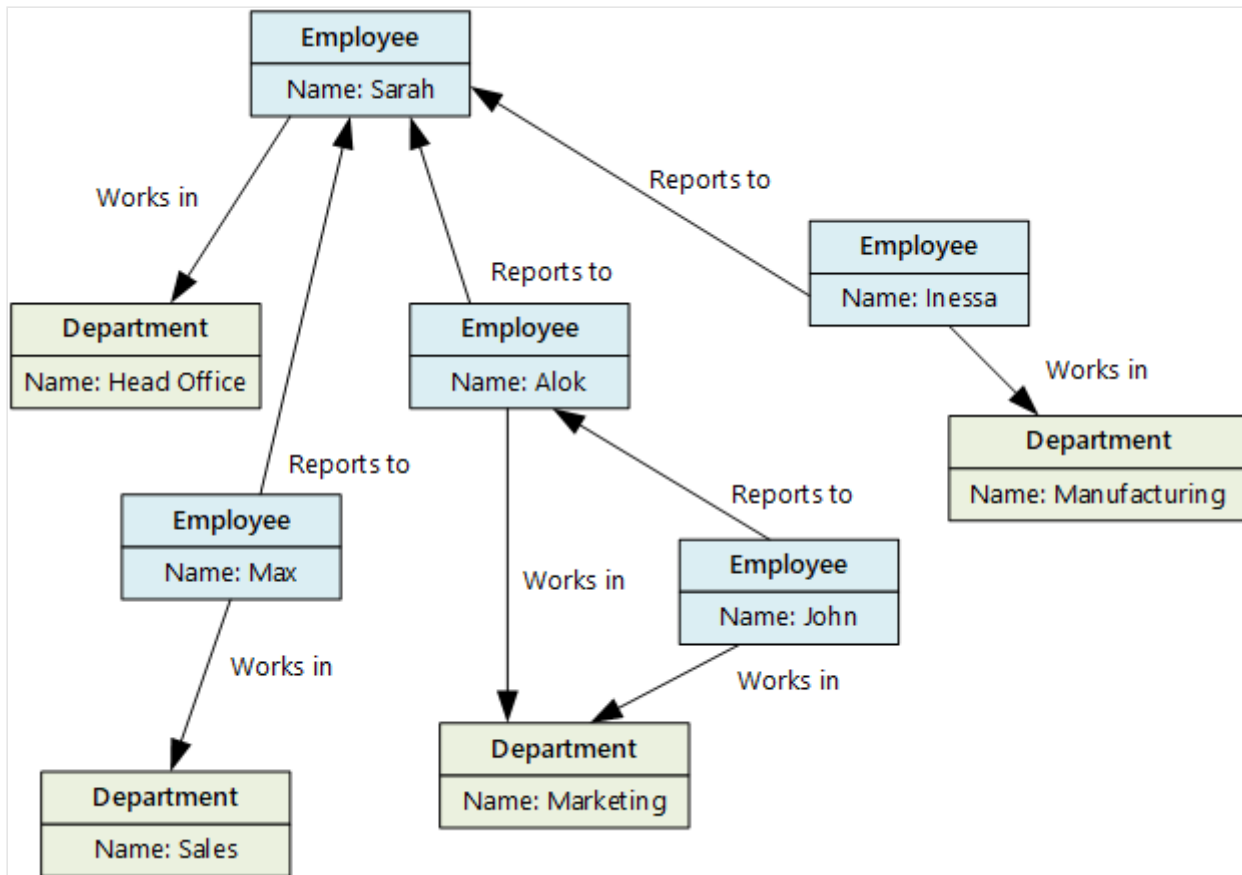 Employee
Name: Sarah
Works in
Reports to
Employee
Name: Inessa
Reports to
Department
Name: Head Office
Employee
Name: Alok
Works in
Department
Name: Manufacturing
Reports to
Employee
Name: Max
Reports to
Employee
Name: John
Works in
Works in
Works in
Department
Name: Marketing
Department
Name: Sales